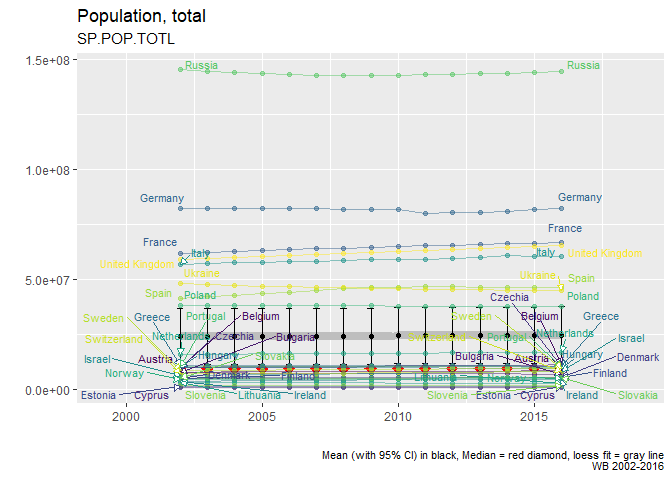 Population, total
SP.POP.TOTL
1.5e+08
Russia
Russia
1.0e+08
Germany
Germany
France
France
Italy
Italy
United Kingdom
United Kingdom
Ukraine
Ukraine
Spain
Spain
5.0e+07
Poland
Poland
Czechia
Greece
Portugal
Belgium
Sweden
Sweden
Belgium
Greece
Switzerland
Netherlands
Czechia
Bulgaria
Switzerland
Portugal
Netherlands
Israel
Israel
Austria
Hungary
Slovakia
Bulgaria
Austria
Hungary
Denmark
Norway
Denmark
Finland
Lithuania
Norway
Finland
0.0e+00
Estonia
Cyprus
Slovenia
Lithuania
Ireland
Slovenia
Estonia
Cyprus
Ireland
Slovakia
2000
2005
2010
2015
Mean (with 95% CI) in black, Median = red diamond, loess fit = gray line
WB 2002-2016